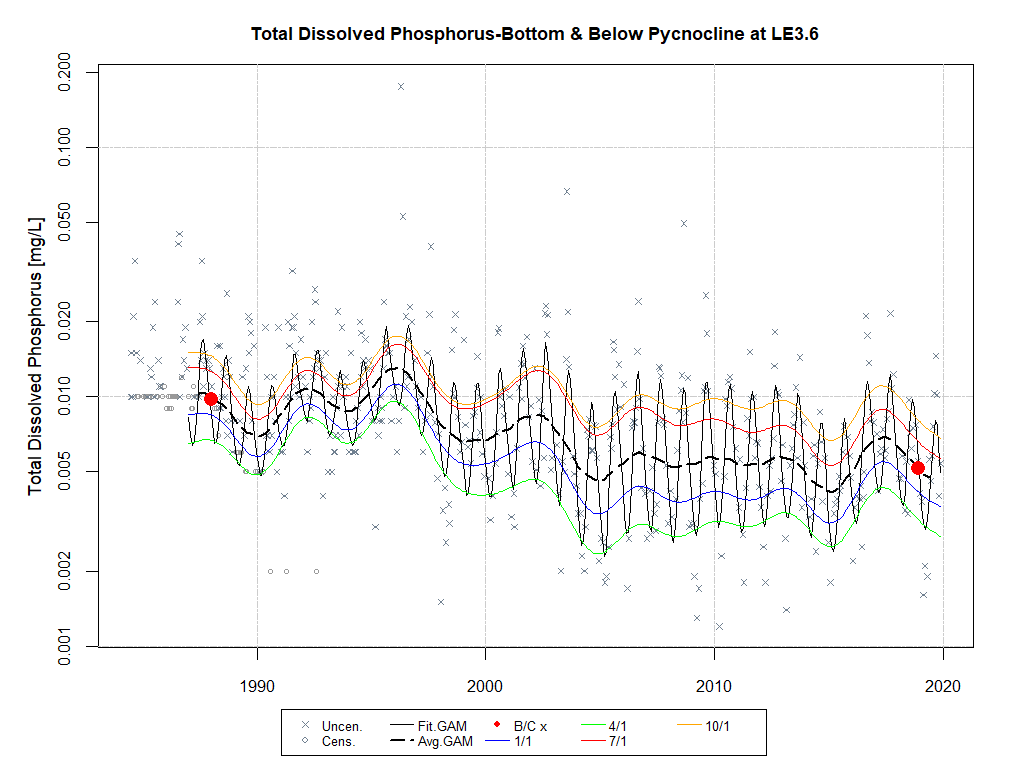 Total Dissolved Phosphorus-Bottom & Below Pycnocline at LE3.6
Total Dissolved Phosphorus [mg/L]
0.200
0.100
0.050
0.020
0.010
0.005
0.002
0.001
1990 2000 2010 2020
Uncen. Fit.GAM B/C x 4/1 10/1
Cens. Avg.GAM 1/1 7/1